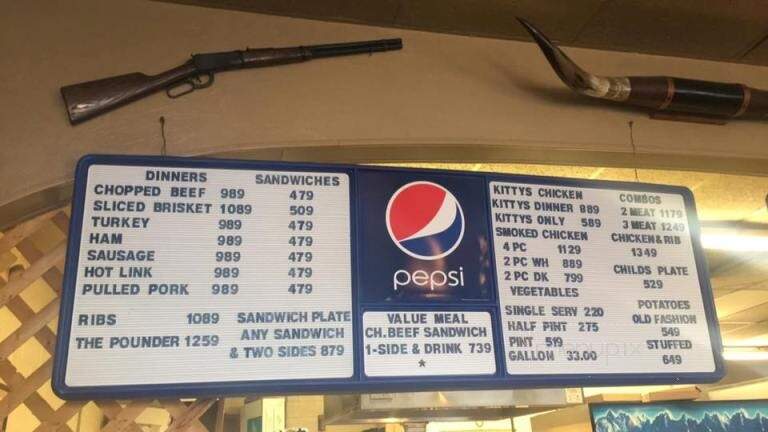 DINNERS SANDWICHES
CHOPPED BEEF 989 479
SLICED BRISKET 1089 509
TURKEY 989 479
HAM 989 479
SAUSAGE 989 479
HOT LINK 989 479
PULLED PORK 989 479
RIBS 1089 SANDWICH PLATE
THE POUNDER 1259 ANY SANDWICH
& TWO SIDES 879
pepsi
VALUE MEAL
CH.BEEF SANDWICH
1-SIDE & DRINK 739
*
KITTYS CHICKEN
KITTYS DINNER 889
KITTYS ONLY 589
SMOKED CHICKEN
4 PC 1129
2 PC WH 889
2 PC DK 799
VEGETABLES
SINGLE SERV 220
HALF PINT 275
PINT 519
GALLON 33.00
COMBOS
2 MEAT 1179
3 MEAT 1249
CHICKEN & RIB
1349
CHILDS PLATE
529
POTATOES
OLD FASHION
549
STUFFED
649